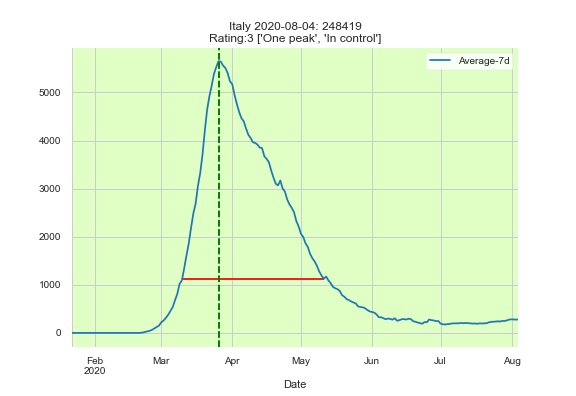 Italy 2020-08-04: 248419
Rating:3 ['One peak', 'In control']
Average-7d
5000
4000
3000
2000
1000
0
Feb Mar Apr May Jun Jul Aug
2020
Date